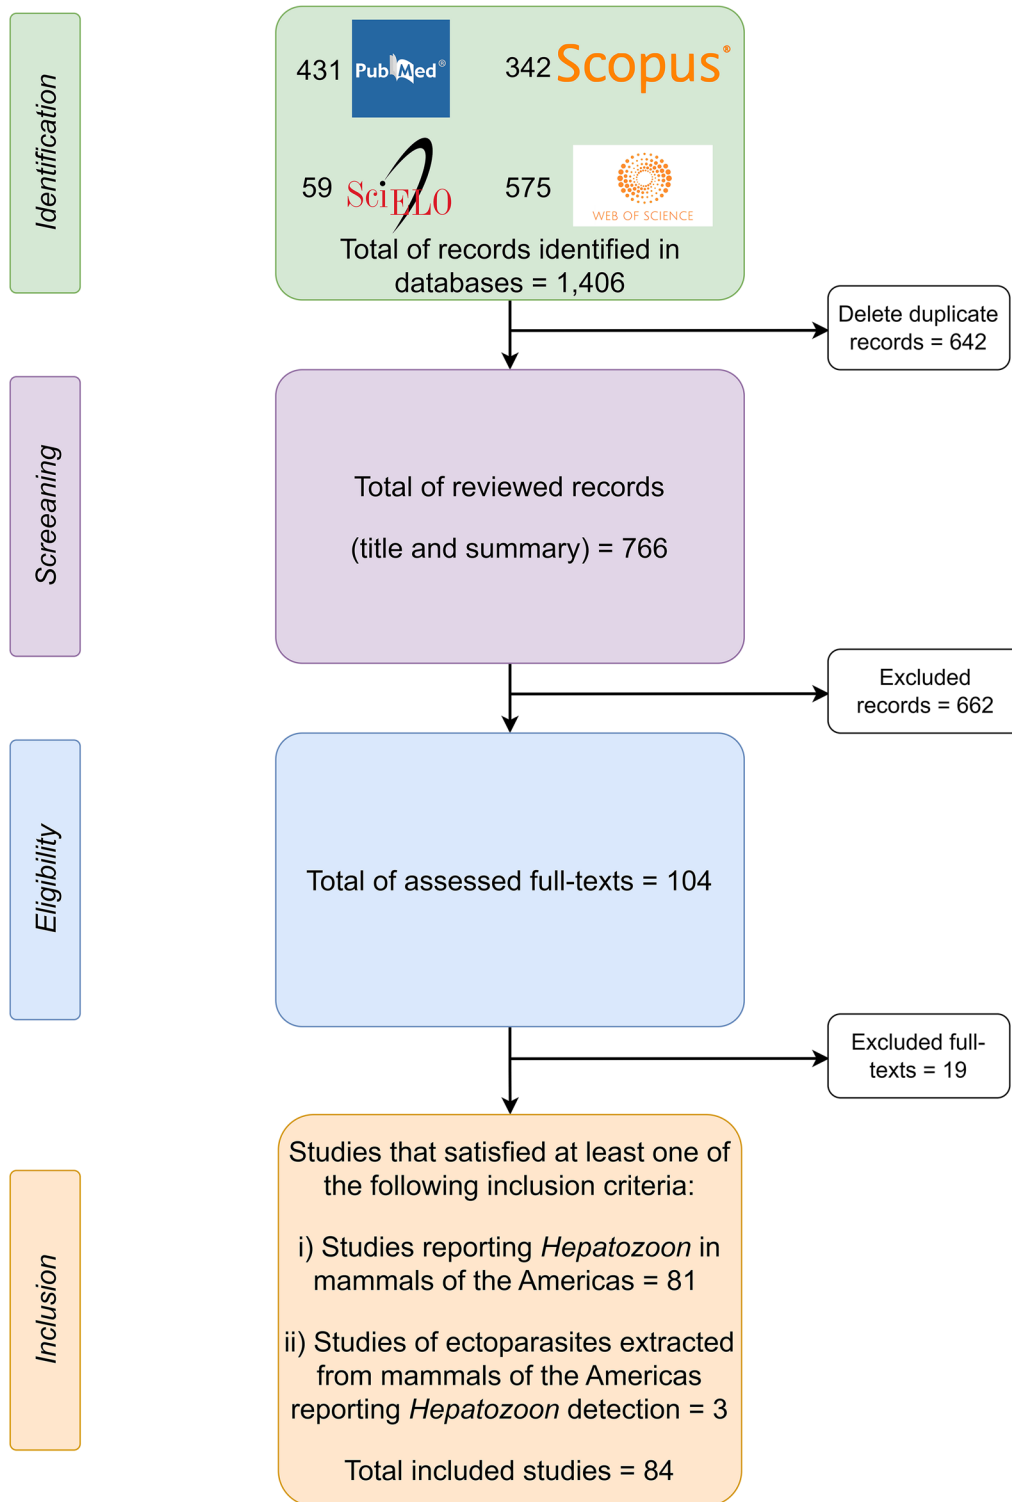 Identification
431 PubMed®
342 Scopus®
59 SciELO
575 WEB OF SCIENCE
Total of records identified in
databases = 1,406
Delete duplicate
records = 642
Screeaning
Total of reviewed records
(title and summary) = 766
Excluded
records = 662
Eligibility
Total of assessed full-texts = 104
Excluded full-
texts = 19
Inclusion
Studies that satisfied at least one of
the following inclusion criteria:
i) Studies reporting Hepatozoon in
mammals of the Americas = 81
ii) Studies of ectoparasites extracted
from mammals of the Americas
reporting Hepatozoon detection = 3
Total included studies = 84